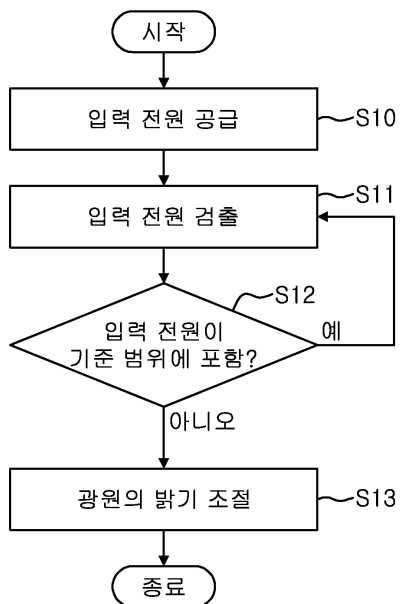 시작
입력 전원 공급
S10
입력 전원 검출
S11
S12
입력 전원이
기준 범위에 포함?
예
아니오
광원의 밝기 조절
S13
종료